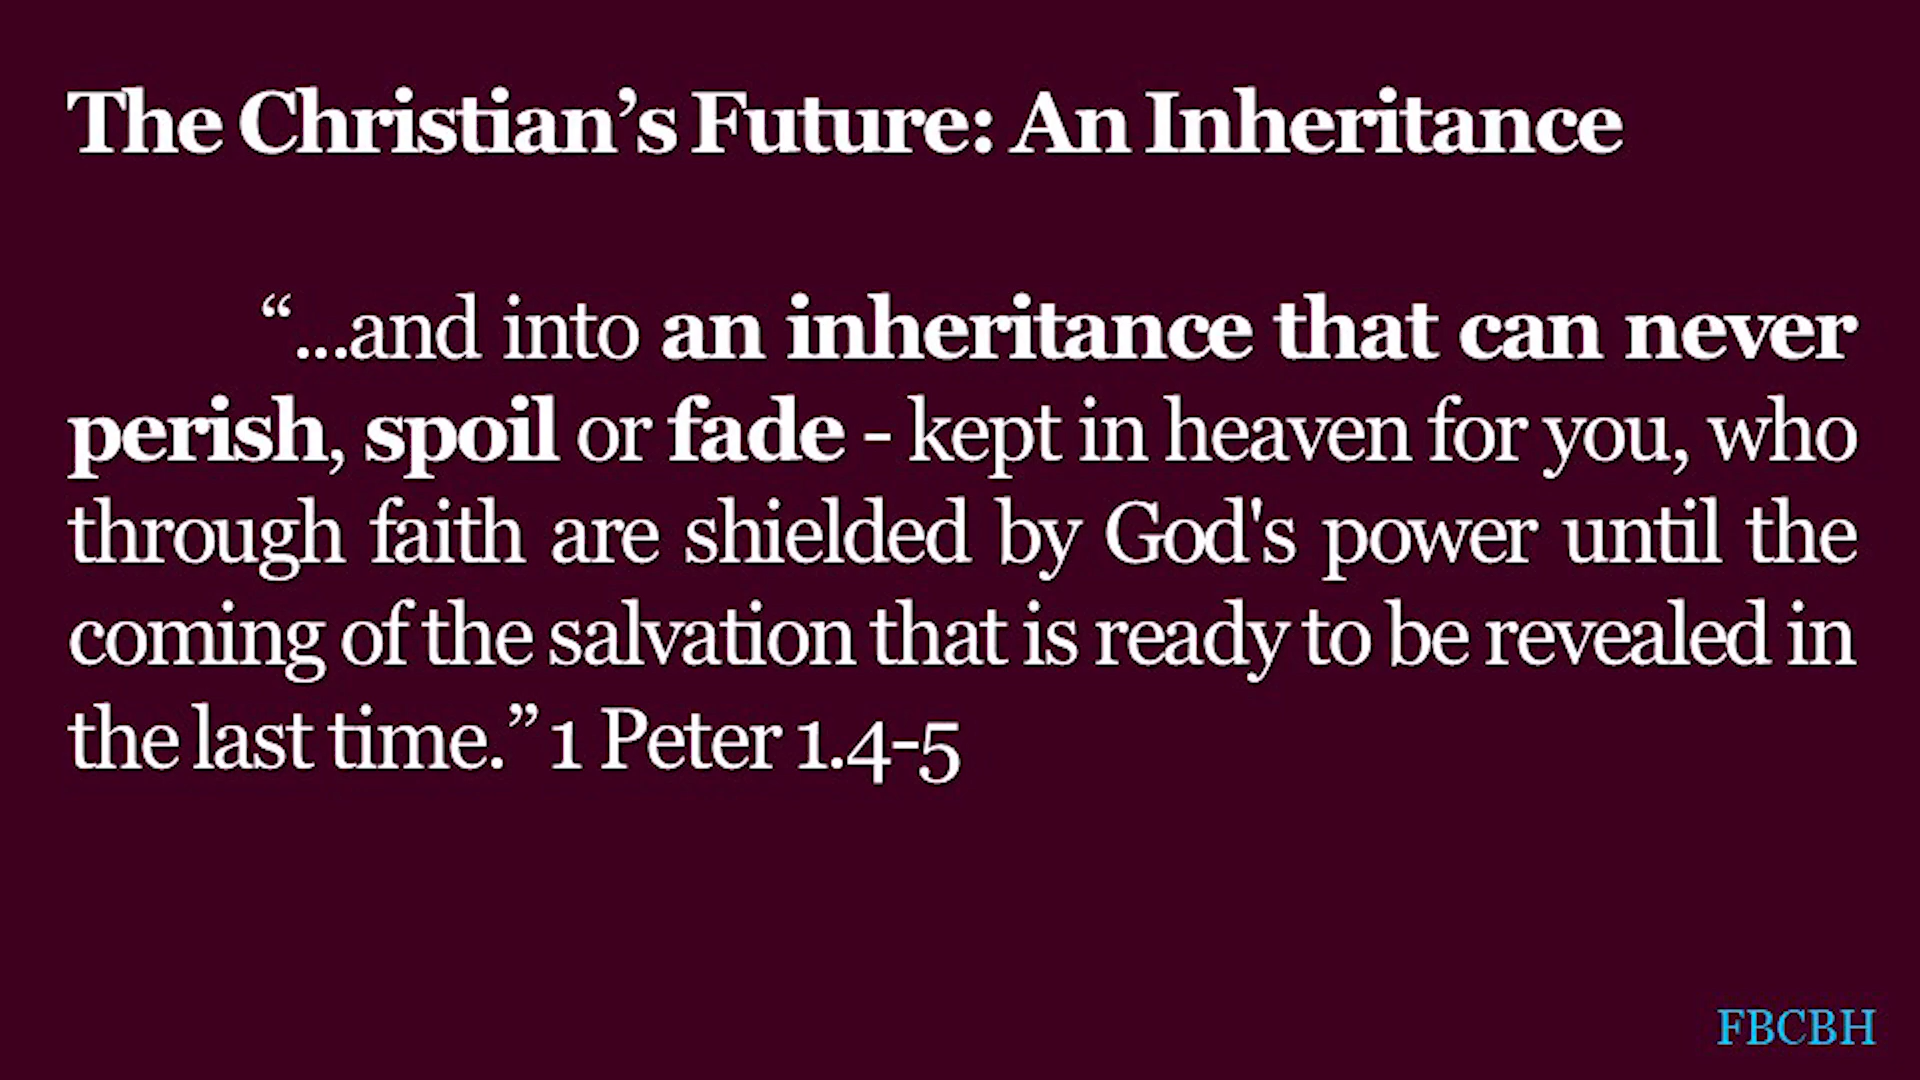 The Christian’s Future: An Inheritance
“...and into an inheritance that can never
perish, spoil or fade - kept in heaven for you, who
through faith are shielded by God's power until the
coming of the salvation that is ready to be revealed in
the last time.” 1 Peter 1.4-5
FBCBH